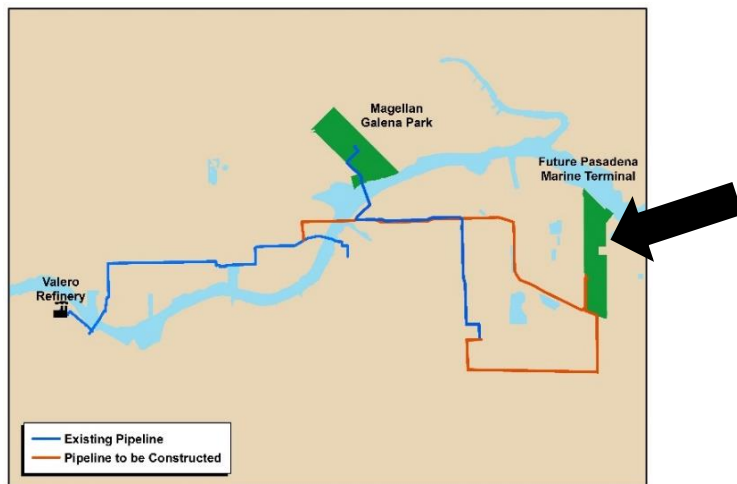 Magellan
Galena Park
Future Pasadena
Marine Terminal
Valero
Refinery
Existing Pipeline
Pipeline to be Constructed